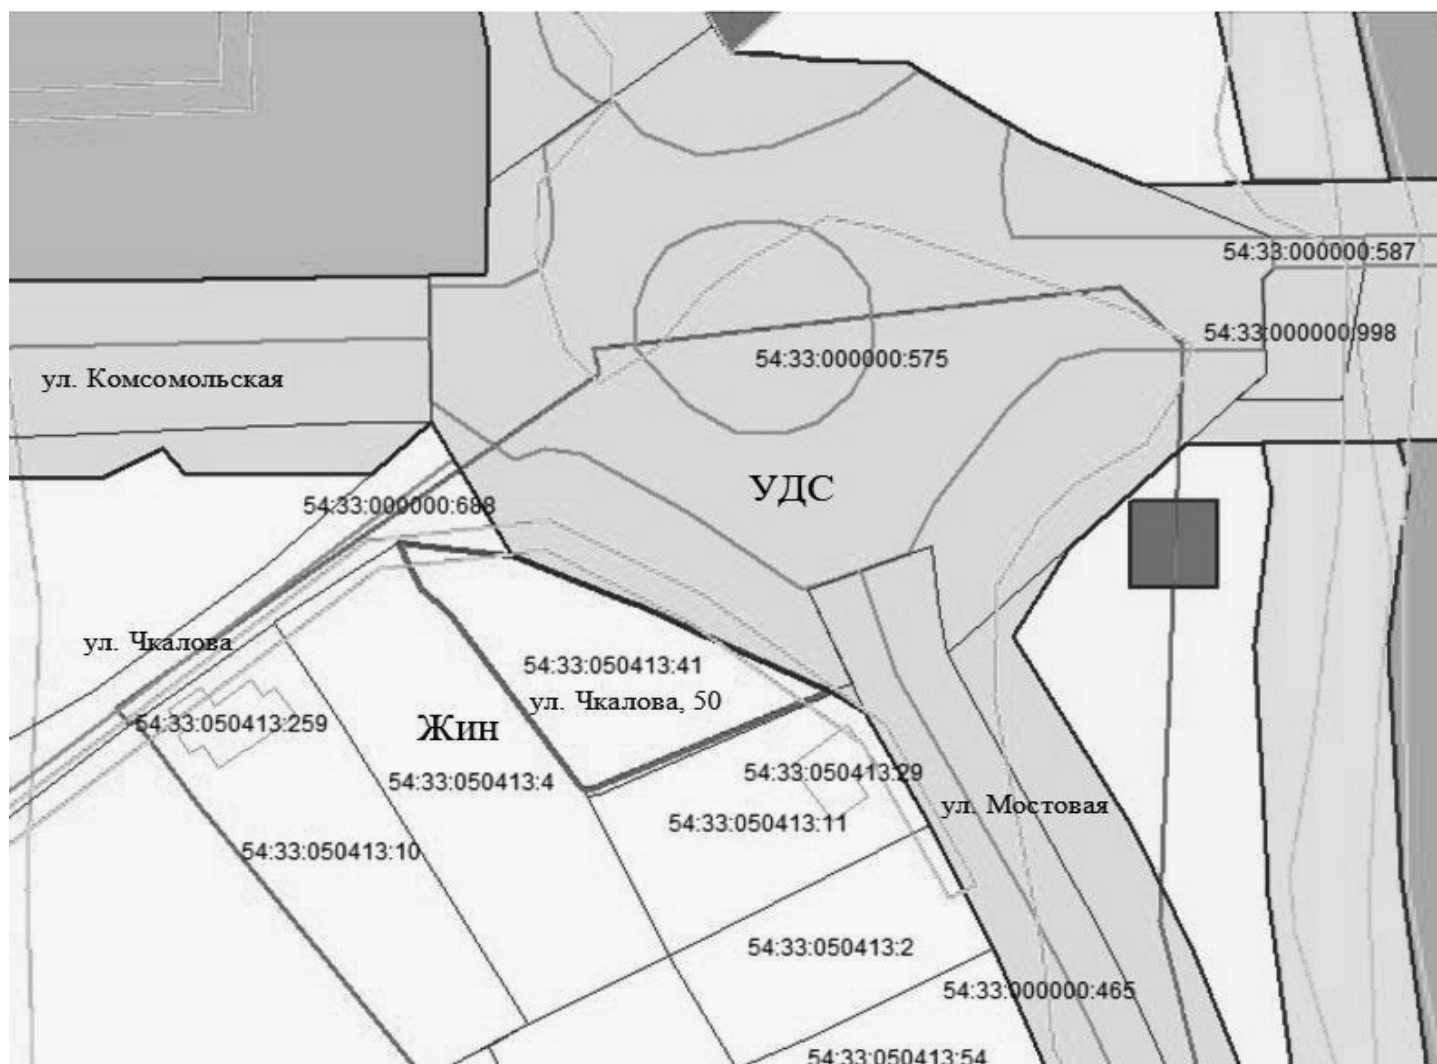 54:33:000000:587
54:33:000000:998
54:33:000000:575
ул. Комсомольская
УДС
54:33:000000:688
ул. Чкалова
54:33:050413:41
ул. Чкалова, 50
54:33:050413:259
Жин
54:33:050413:4
54:33:050413:29
ул. Мостовая
54:33:050413:11
54:33:050413:10
54:33:050413:2
54:33:000000:465
54:33:050413:54